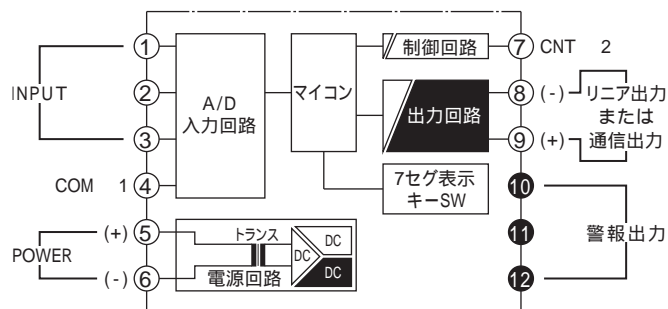 1
2
3
4
5
6
INPUT
COM 1
POWER
(+)
(-)
A/D
入力回路
マイコン
制御回路
出力回路
7セグ表示
キーSW
トランス
電源回路
DC
DC
DC
7
8
9
10
11
12
CNT 2
(-)
(+)
リニア出力
または
通信出力
警報出力